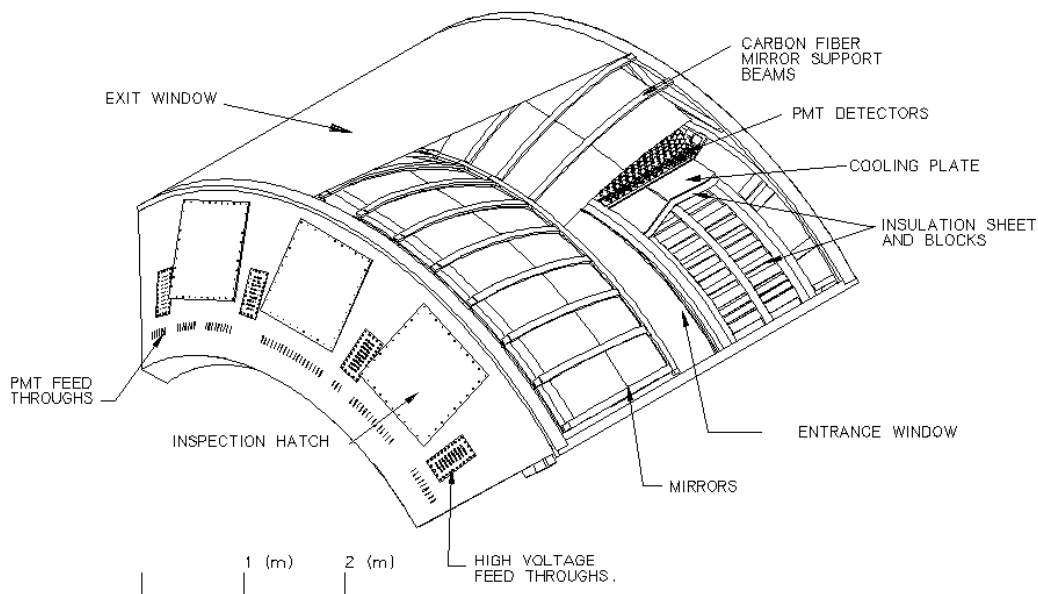 CARBON FIBER
MIRROR SUPPORT
BEAMS
EXIT WINDOW
PMT DETECTORS
COOLING PLATE
INSULATION SHEET
AND BLOCKS
PMT FEED
THROUGHS
INSPECTION HATCH
ENTRANCE WINDOW
MIRRORS
1 (m)
2 (m)
HIGH VOLTAGE
FEED THROUGHS.